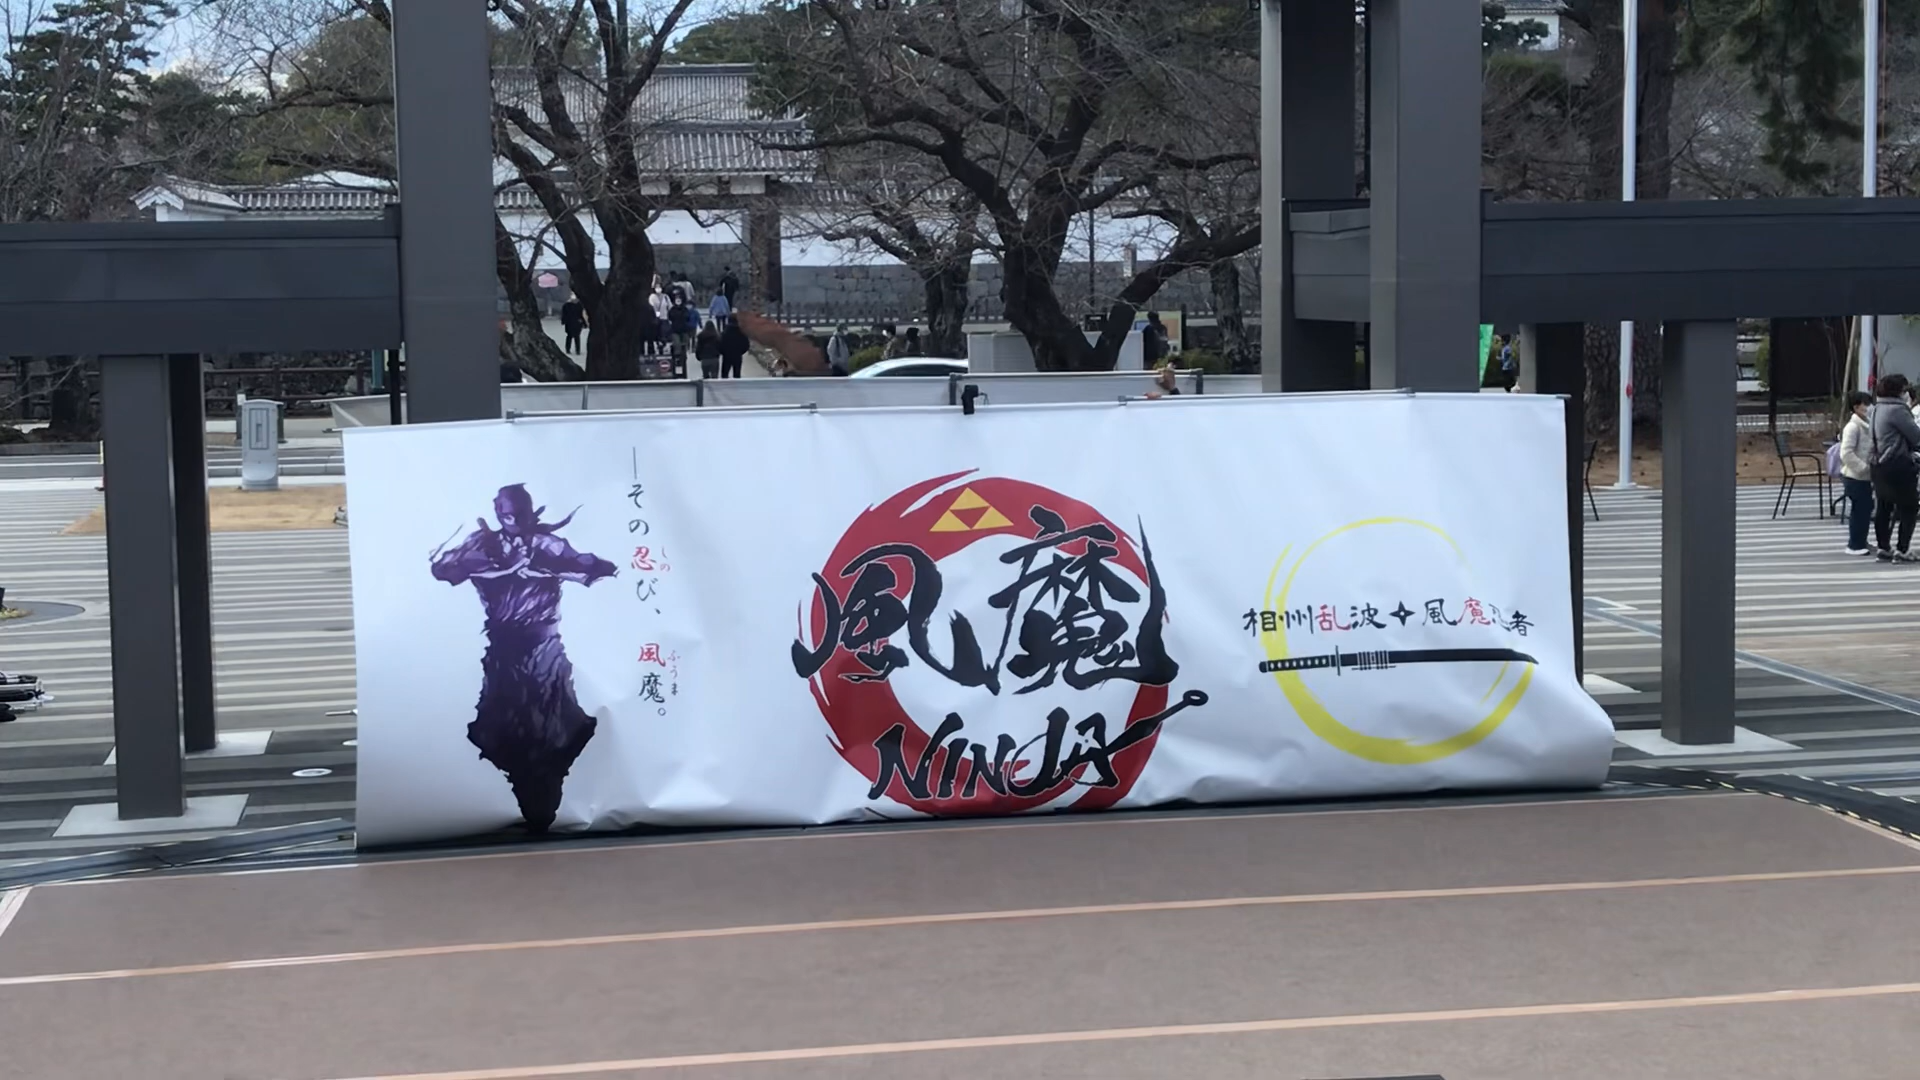 ―その忍び、
風魔。
しの
ふうま
風魔
NINJA
相州乱波✦風魔忍者